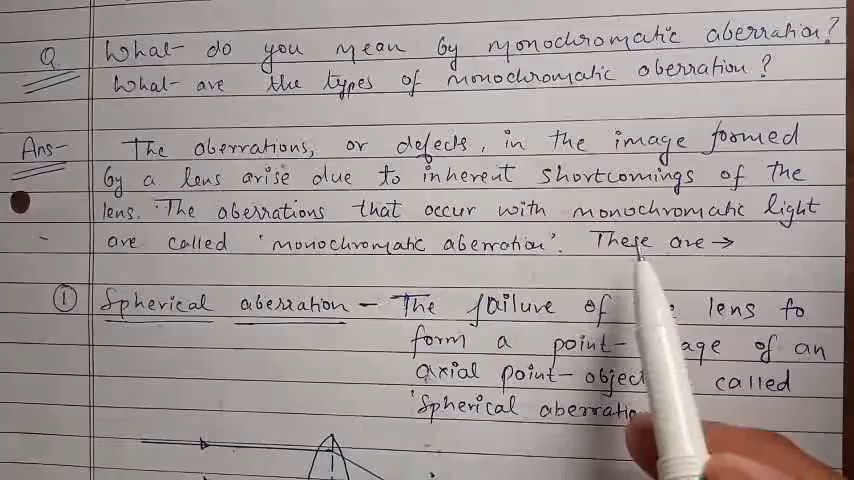 Q. What do you mean by monochromatic aberration?
What are the types of monochromatic aberration?
Ans- The aberrations, or defects, in the image formed
by a lens arise due to inherent shortcomings of the
lens. The aberrations that occur with monochromatic light
are called 'monochromatic aberration'. These are →
① Spherical aberration - The failure of lens to
form a point- of an
axial point-object called
'Spherical